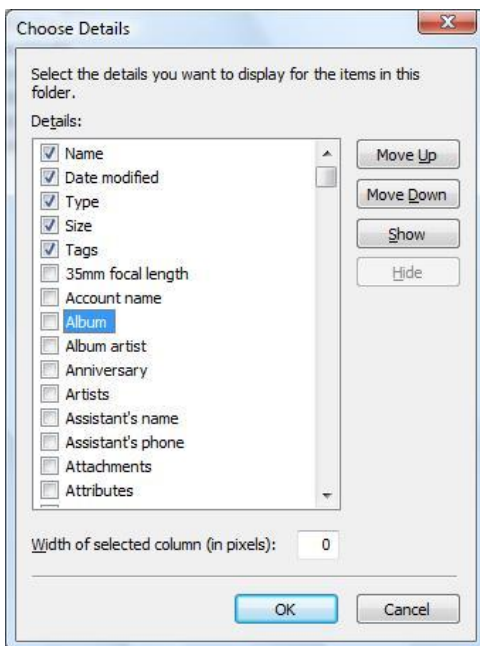 Choose Details
Select the details you want to display for the items in this
folder.
Details:
Name
Date modified
Type
Size
Tags
35mm focal length
Account name
Album
Album artist
Anniversary
Artists
Assistant's name
Assistant's phone
Attachments
Attributes
Move Up
Move Down
Show
Hide
Width of selected column (in pixels): 0
OK Cancel